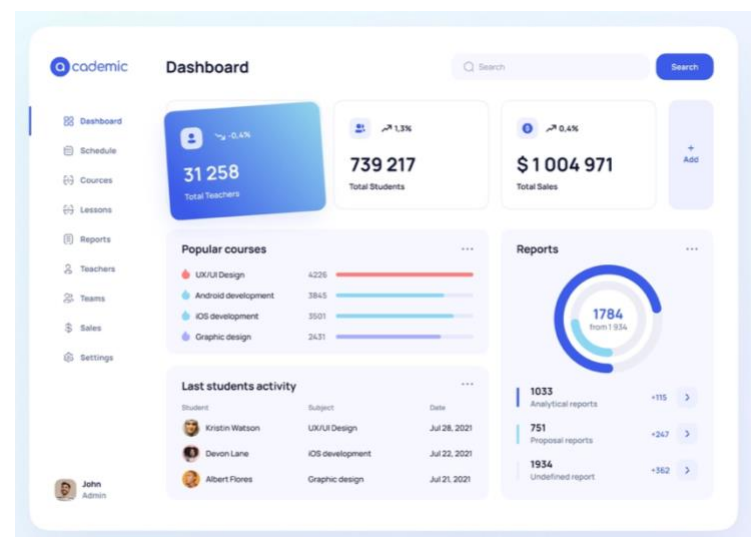 academic
Dashboard
Search
Search
Dashboard
Schedule
Cources
Lessons
Reports
Teachers
Teams
Sales
Settings
John
Admin
-0,4%
31 258
Total Teachers
1,3%
739 217
Total Students
0,4%
$ 1 004 971
Total Sales
+
Add
Popular courses
UX/UI Design 4226
Android development 3845
iOS development 3501
Graphic design 2431
Last students activity
Student Subject Date
Kristin Watson UX/UI Design Jul 28, 2021
Devon Lane iOS development Jul 22, 2021
Albert Flores Graphic design Jul 21, 2021
Reports
1784
from 1 934
1033
Analytical reports
+115
751
Proposal reports
+247
1934
Undefined report
+362